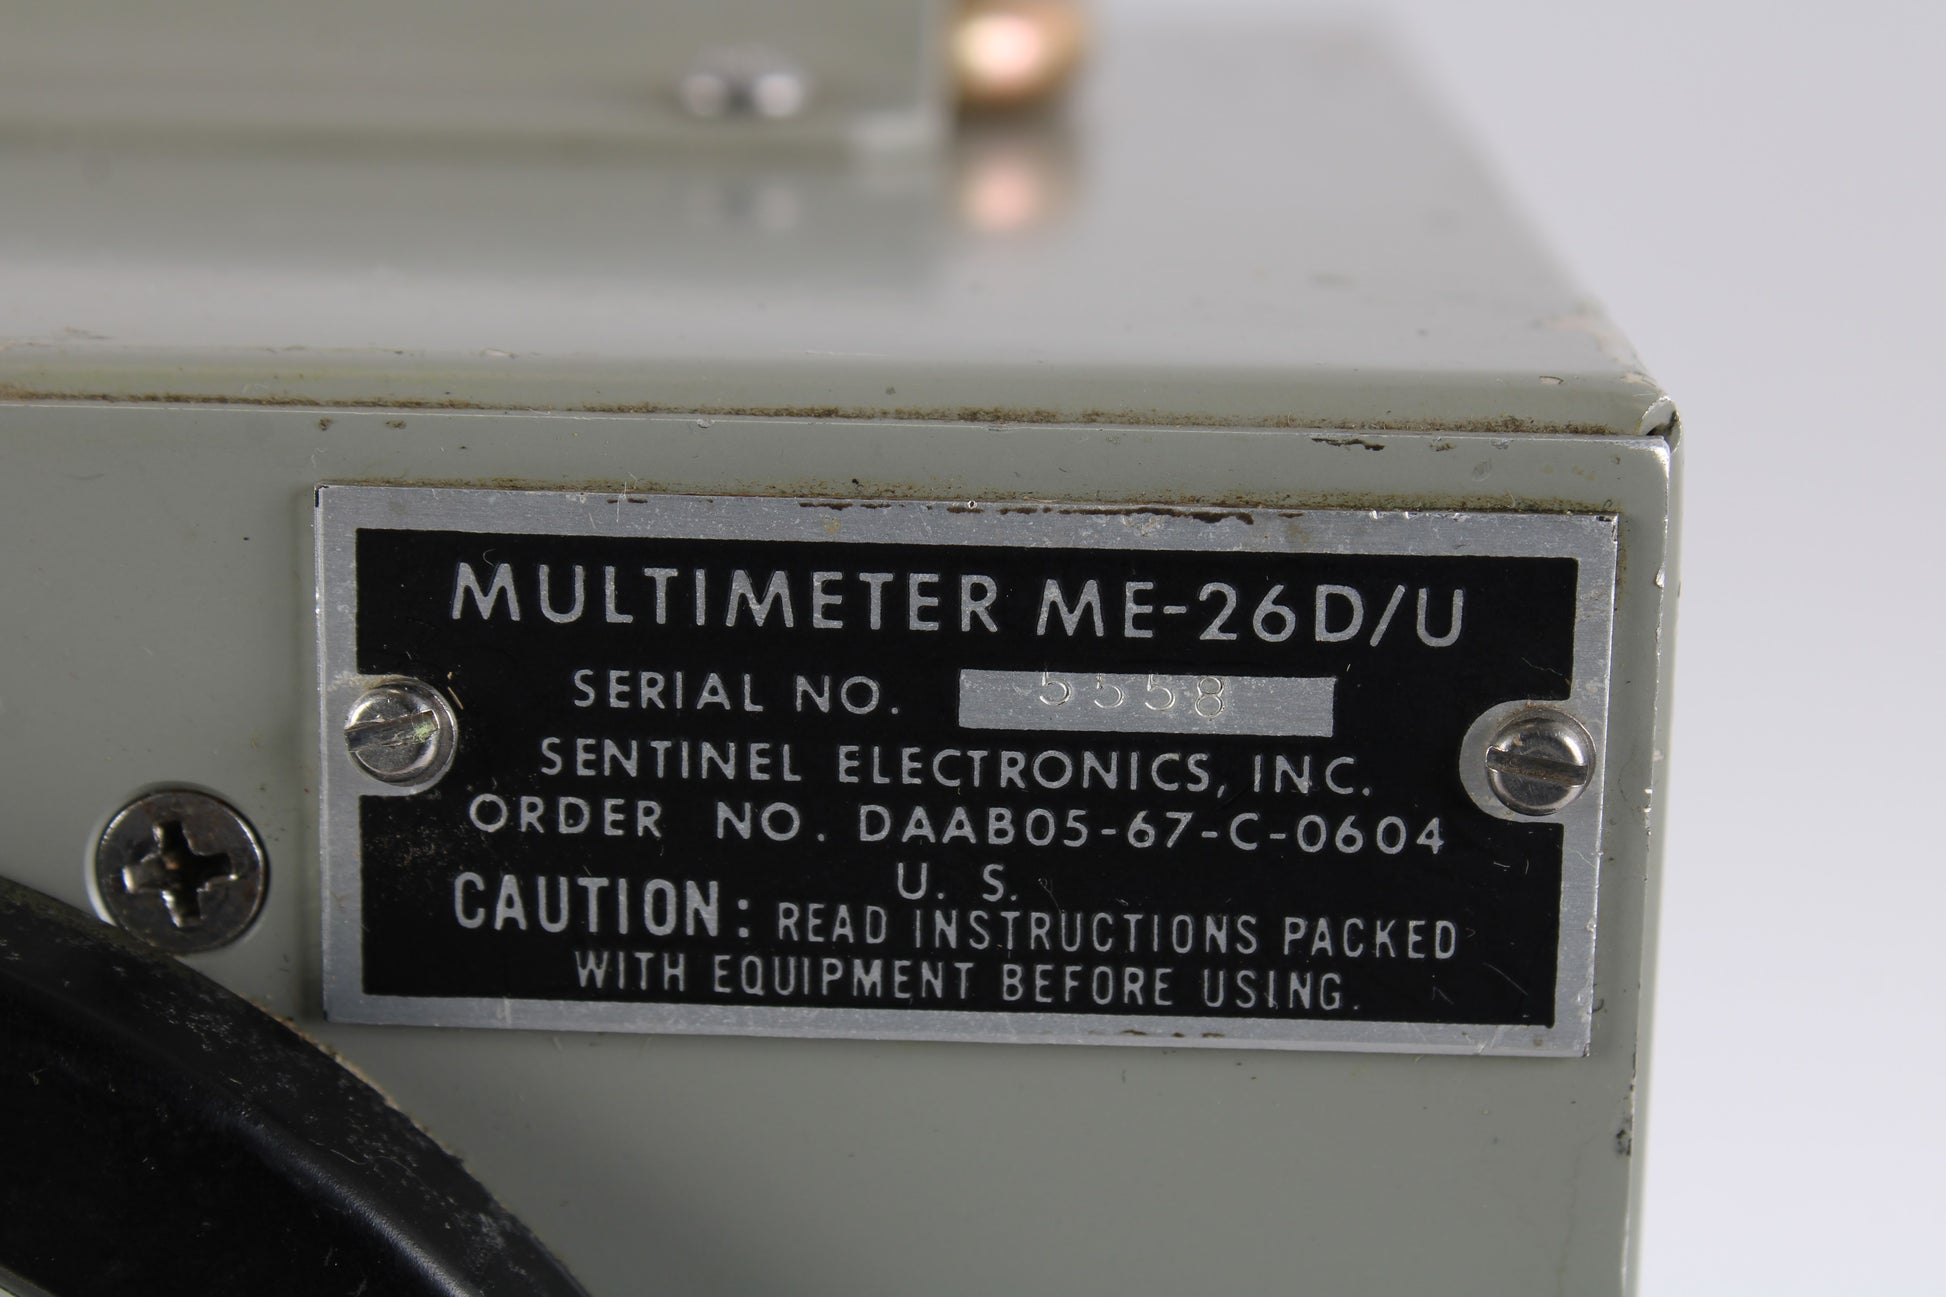 MULTIMETER ME-26D/U
SERIAL NO. 5558
SENTINEL ELECTRONICS, INC.
ORDER NO. DAAB05-67-C-0604
U. S.
CAUTION: READ INSTRUCTIONS PACKED
WITH EQUIPMENT BEFORE USING.